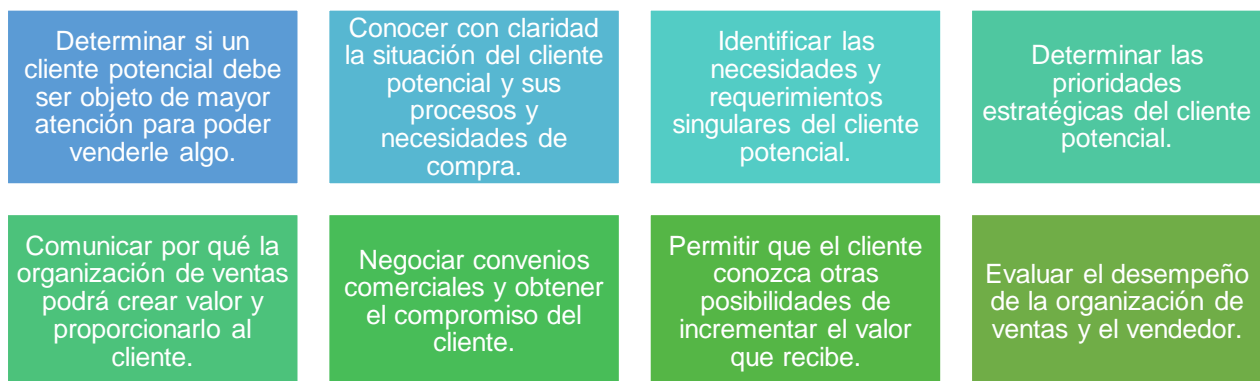 Determinar si un
cliente potencial debe
ser objeto de mayor
atención para poder
venderle algo.
Conocer con claridad
la situación del cliente
potencial y sus
procesos y
necesidades de
compra.
Identificar las
necesidades y
requerimientos
singulares del cliente
potencial.
Determinar las
prioridades
estratégicas del cliente
potencial.
Comunicar por qué la
organización de ventas
podrá crear valor y
proporcionarlo al
cliente.
Negociar convenios
comerciales y obtener
el compromiso del
cliente.
Permitir que el cliente
conozca otras
posibilidades de
incrementar el valor
que recibe.
Evaluar el desempeño
de la organización de
ventas y el vendedor.